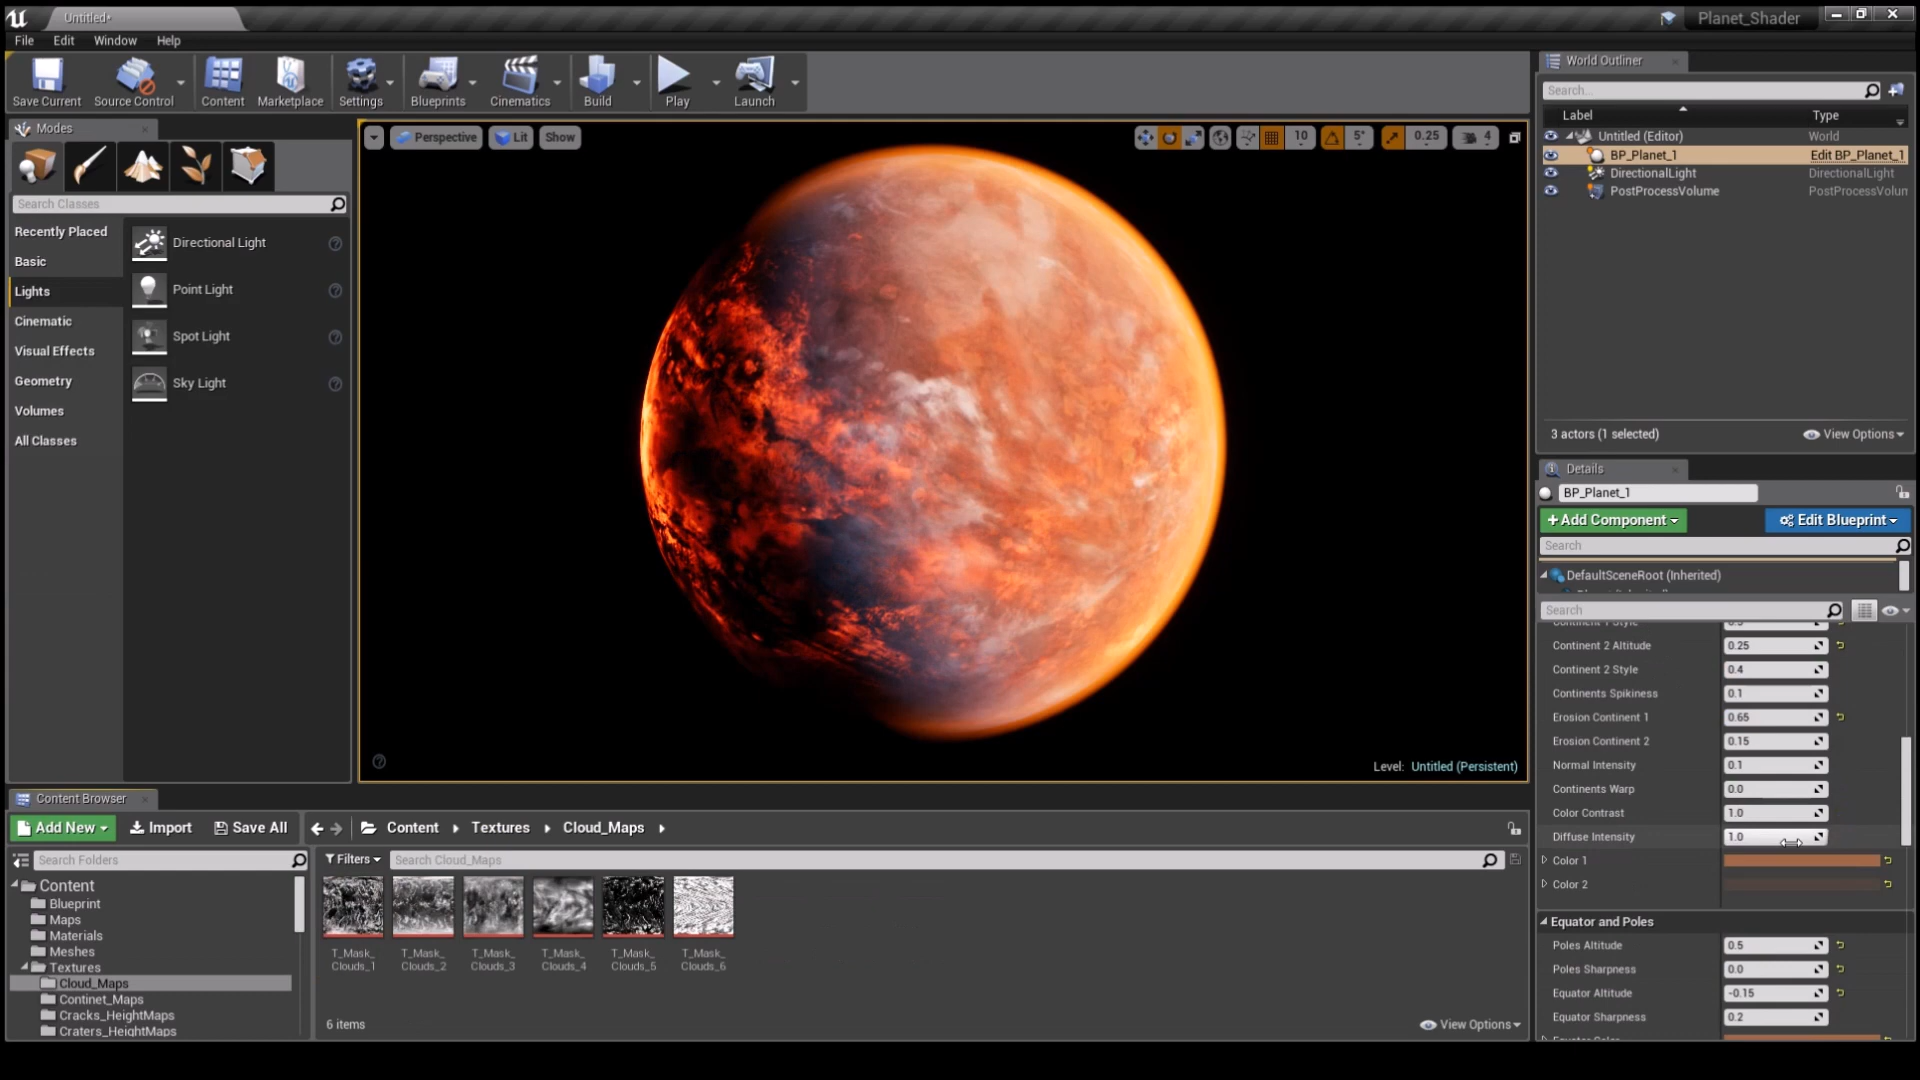 Untitled*
Planet_Shader
File Edit Window Help
Save Current Source Control Content Marketplace Settings Blueprints Cinematics Build Play Launch
Modes
Search Classes
Recently Placed
Basic
Lights
Cinematic
Visual Effects
Geometry
Volumes
All Classes
Directional Light
Point Light
Spot Light
Sky Light
Perspective Lit Show
10 5° 0.25 4
Level: Untitled (Persistent)
World Outliner
Search...
Label Type
Untitled (Editor) World
BP_Planet_1 Edit BP_Planet_1
DirectionalLight DirectionalLight
PostProcessVolume PostProcessVolum
3 actors (1 selected) View Options
Details
BP_Planet_1
+Add Component Edit Blueprint
Search
DefaultSceneRoot (Inherited)
Search
Continent 1 Style
Continent 2 Altitude 0.25
Continent 2 Style 0.4
Continents Spikiness 0.1
Erosion Continent 1 0.65
Erosion Continent 2 0.15
Normal Intensity 0.1
Continents Warp 0.0
Color Contrast 1.0
Diffuse Intensity 1.0
Color 1
Color 2
Equator and Poles
Poles Altitude 0.5
Poles Sharpness 0.0
Equator Altitude -0.15
Equator Sharpness 0.2
Equator Color
Content Browser
Add New Import Save All Content Textures Cloud_Maps
Search Folders
Content
Blueprint
Maps
Materials
Meshes
Textures
Cloud_Maps
Continet_Maps
Cracks_HeightMaps
Craters_HeightMaps
Filters Search Cloud_Maps
T_Mask_ T_Mask_ T_Mask_ T_Mask_ T_Mask_ T_Mask_
Clouds_1 Clouds_2 Clouds_3 Clouds_4 Clouds_5 Clouds_6
6 items View Options